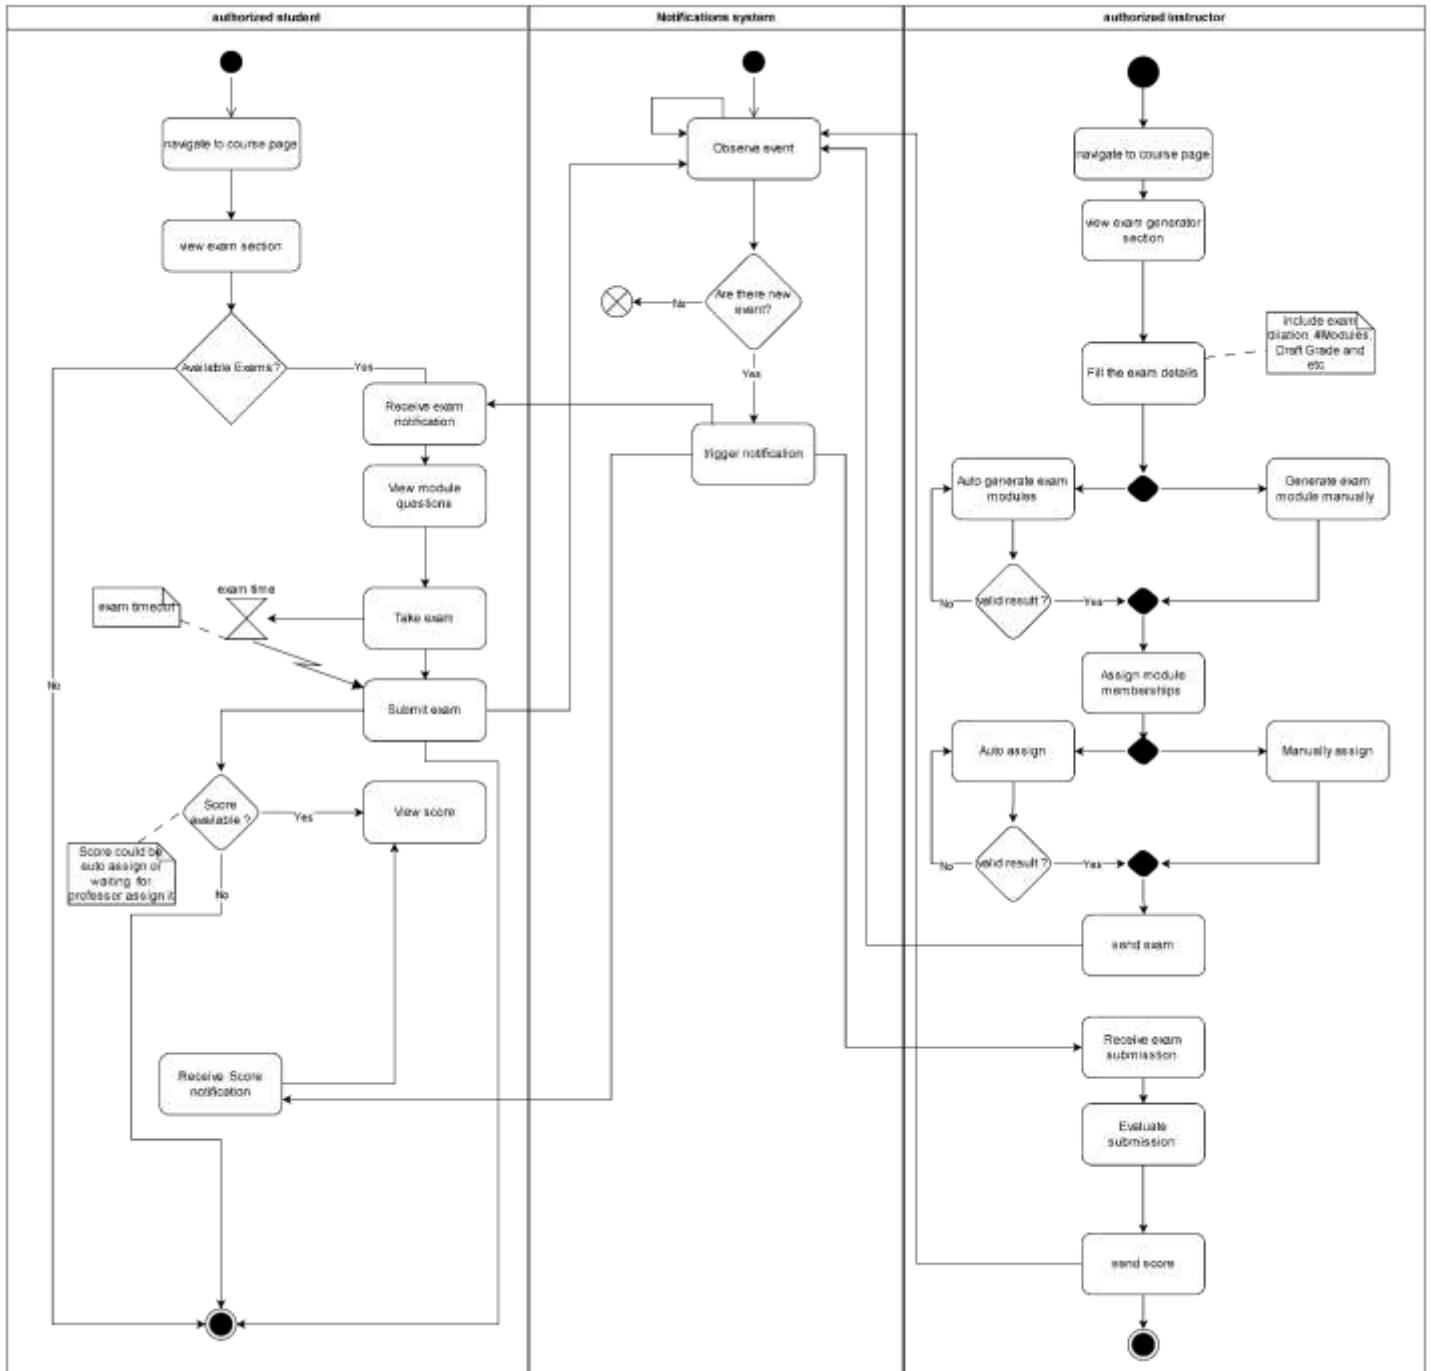 authorized student
Notifications system
authorized instructor
navigate to course page
view exam section
Available Exams?
Yes
No
Receive exam
notification
View module
questions
exam time
exam timeout
Take exam
Submit exam
Score
available ?
Yes
No
View score
Score could be
auto assign or
waiting for
professor assign it
Receive Score
notification
Observe event
Are there new
event?
No
Yes
trigger notification
navigate to course page
view exam generator
section
include exam
#Modules,
Draft Grade and
etc
Fill the exam details
Auto generate exam
modules
Generate exam
module manually
valid result ?
No
Yes
Assign module
memberships
Auto assign
Manually assign
valid result ?
No
Yes
send exam
Receive exam
submisstion
Evaluate
submission
send score